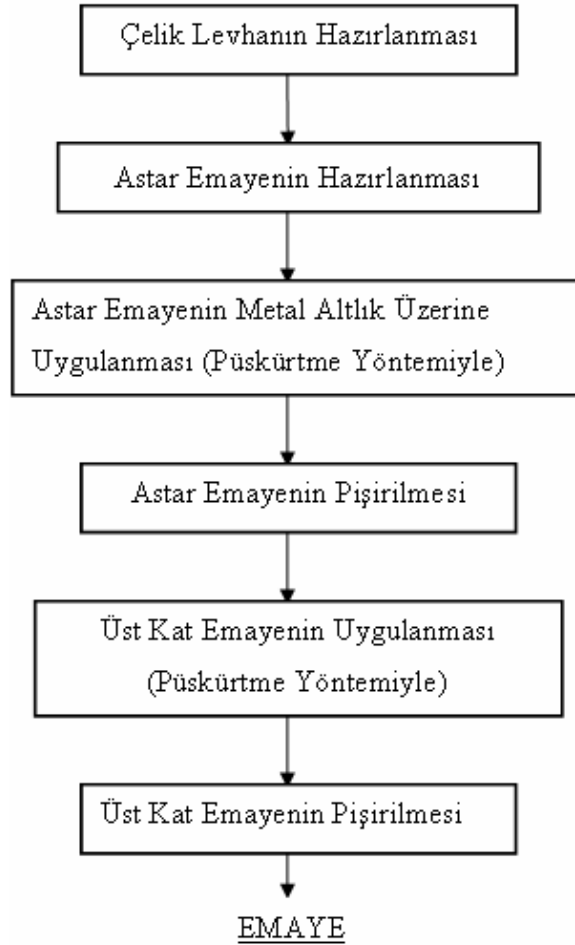 Çelik Levhanın Hazırlanması
Astar Emayenin Hazırlanması
Astar Emayenin Metal Altlık Üzerine
Uygulanması (Püskürtme Yöntemiyle)
Astar Emayenin Pişirilmesi
Üst Kat Emayenin Uygulanması
(Püskürtme Yöntemiyle)
Üst Kat Emayenin Pişirilmesi
EMAYE